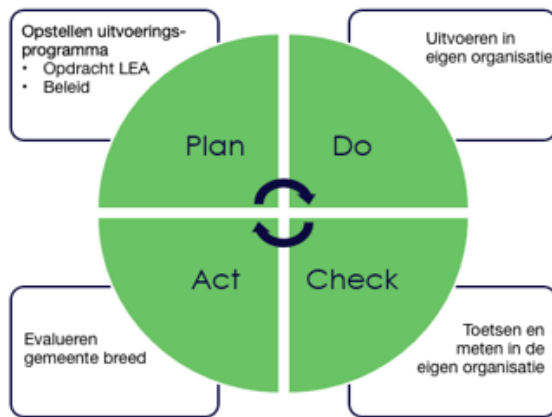 Opstellen uitvoerings-
programma
• Opdracht LEA
• Beleid
Uitvoeren in
eigen organisatie
Plan
Do
Act
Check
Evalueren
gemeente breed
Toetsen en
meten in de
eigen organisatie